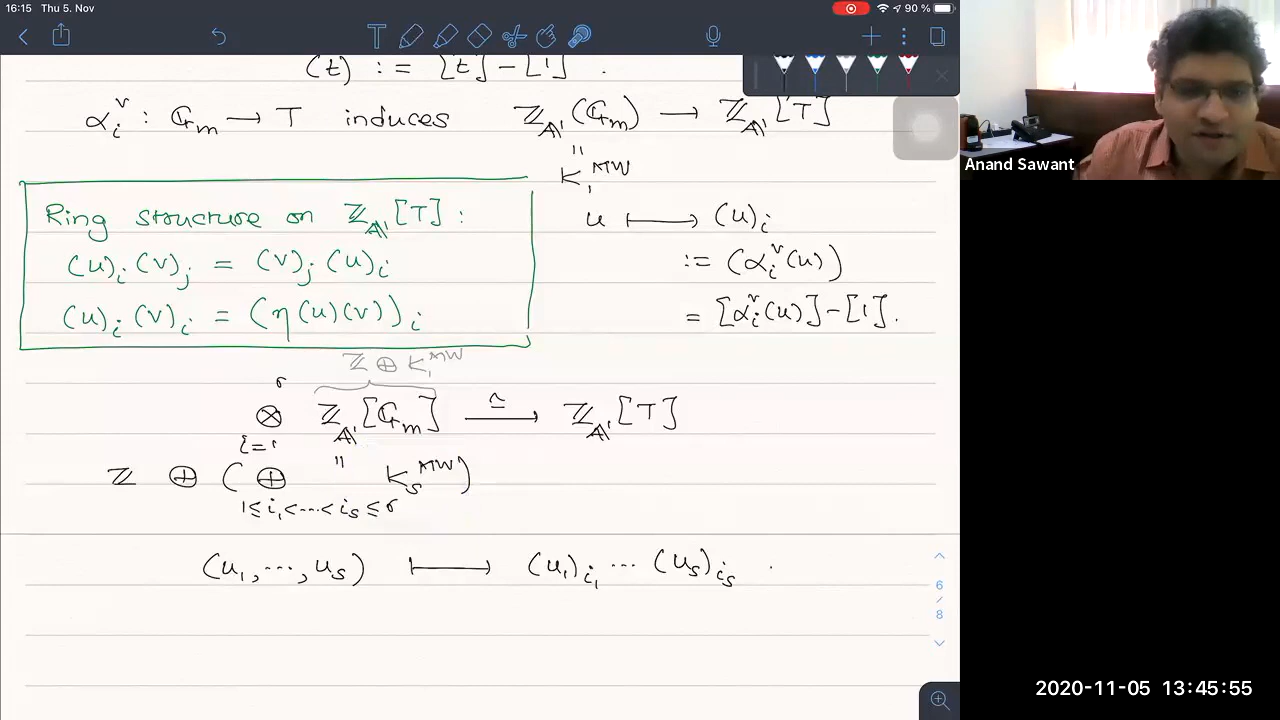 16:15 Thu 5. Nov
90 %
(t) := [t] - [1] .
α_i^∨ : 𝔾_m → T induces ℤ_𝔸¹(𝔾_m) → ℤ_𝔸¹[T]
"
K_1^MW
Anand Sawant
Ring structure on ℤ_𝔸¹[T] :
u ↦ (u)_i
(u)_i (v)_j = (v)_j (u)_i
:= (α_i^∨(u))
(u)_i (v)_i = (η(u)(v))_i
= [α_i^∨(u)] - [1].
ℤ ⊕ K_1^MW
r
⊗ ℤ_𝔸¹[𝔾_m] ≃→ ℤ_𝔸¹[T]
i=1
"
ℤ ⊕ ( ⊕ K_s^MW )
1≤i_1<···<i_s≤r
(u_1, ···, u_s) ↦ (u_1)_{i_1} ··· (u_s)_{i_s} .
6
/
8
2020-11-05 13:45:55